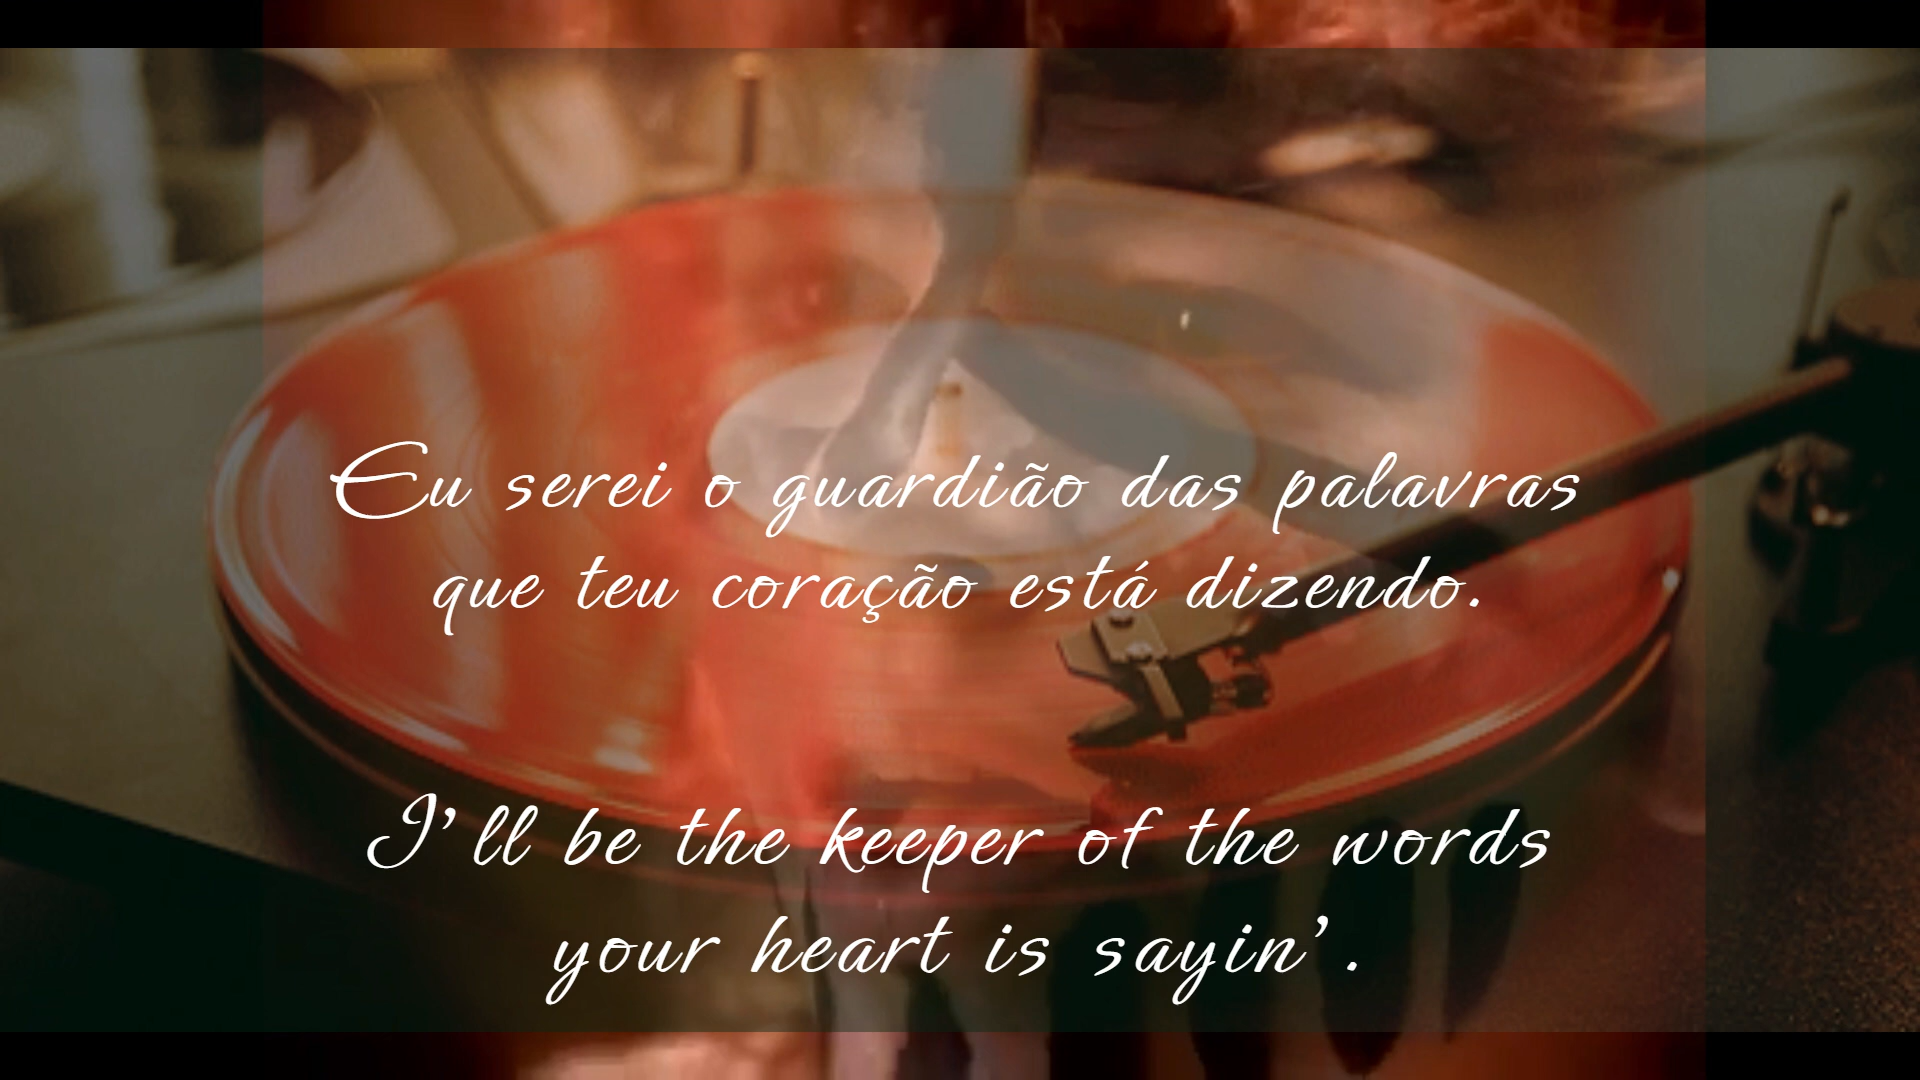 Eu serei o guardião das palavras
que teu coração está dizendo.
I'll be the keeper of the words
your heart is sayin'.